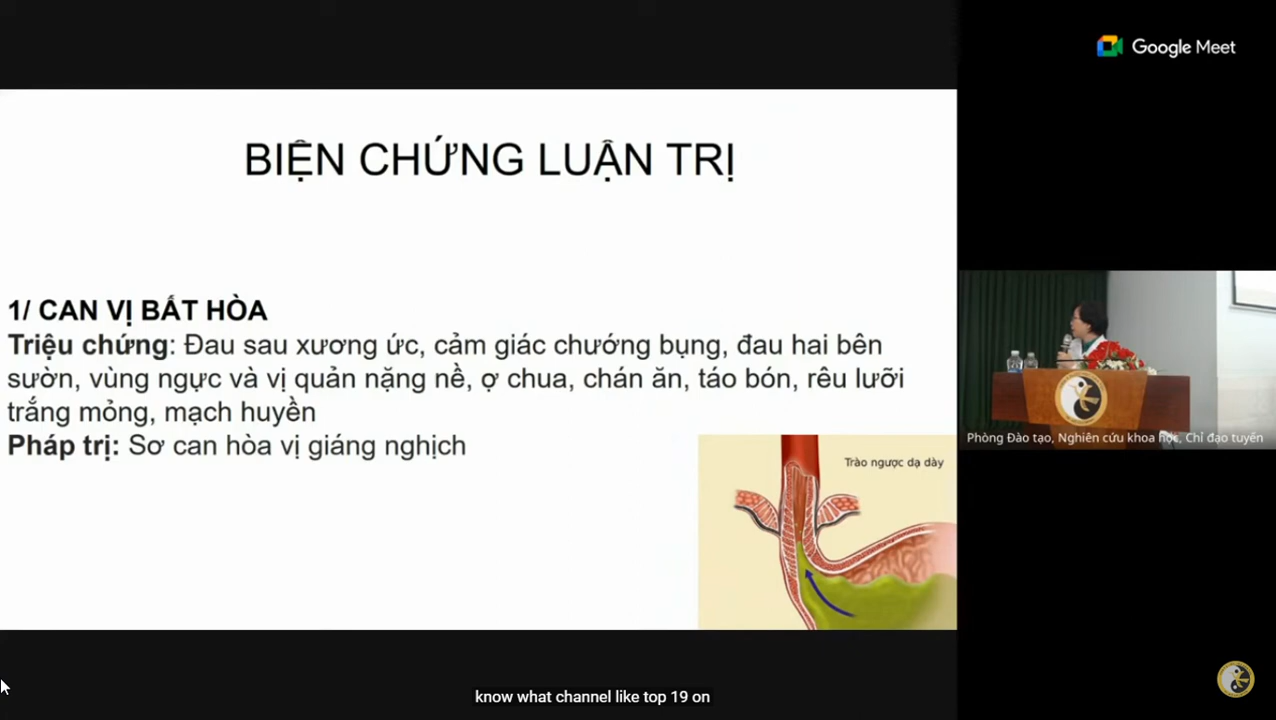 Google Meet
BIỆN CHỨNG LUẬN TRỊ
1/ CAN VỊ BẤT HÒA
Triệu chứng: Đau sau xương ức, cảm giác chướng bụng, đau hai bên
sườn, vùng ngực và vị quản nặng nề, ợ chua, chán ăn, táo bón, rêu lưỡi
trắng mỏng, mạch huyền
Pháp trị: Sơ can hòa vị giáng nghịch
Trào ngược dạ dày
Phòng Đào tạo, Nghiên cứu khoa học, Chỉ đạo tuyến
know what channel like top 19 on